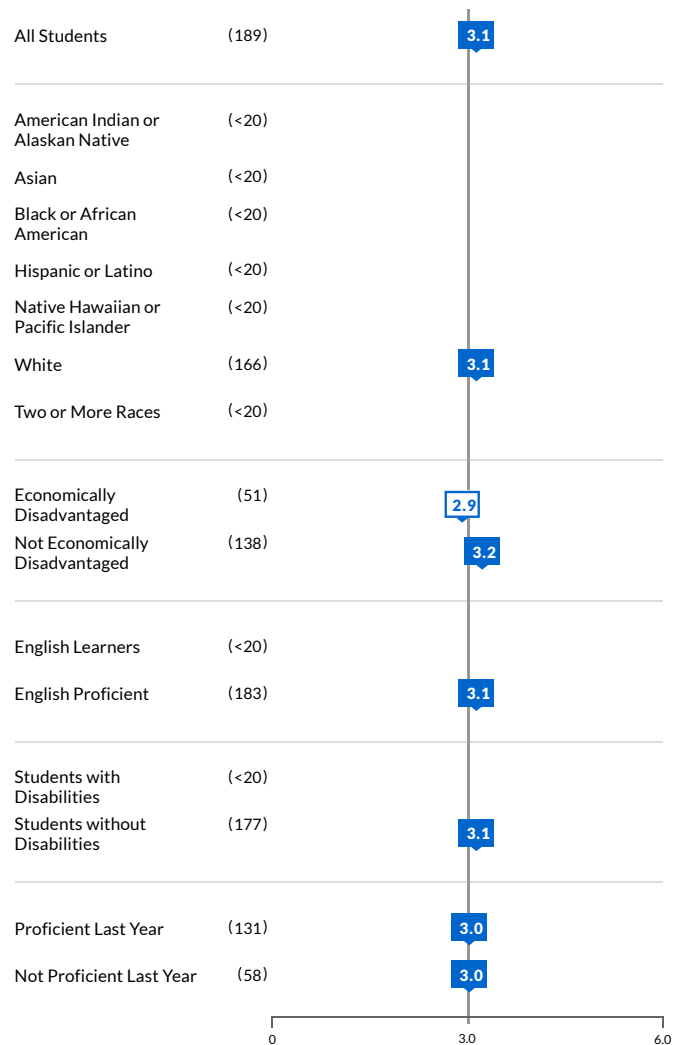 All Students (189) 3.1
American Indian or (<20)
Alaskan Native
Asian (<20)
Black or African (<20)
American
Hispanic or Latino (<20)
Native Hawaiian or (<20)
Pacific Islander
White (166) 3.1
Two or More Races (<20)
Economically (51) 2.9
Disadvantaged
Not Economically (138) 3.2
Disadvantaged
English Learners (<20)
English Proficient (183) 3.1
Students with (<20)
Disabilities
Students without (177) 3.1
Disabilities
Proficient Last Year (131) 3.0
Not Proficient Last Year (58) 3.0
0 3.0 6.0